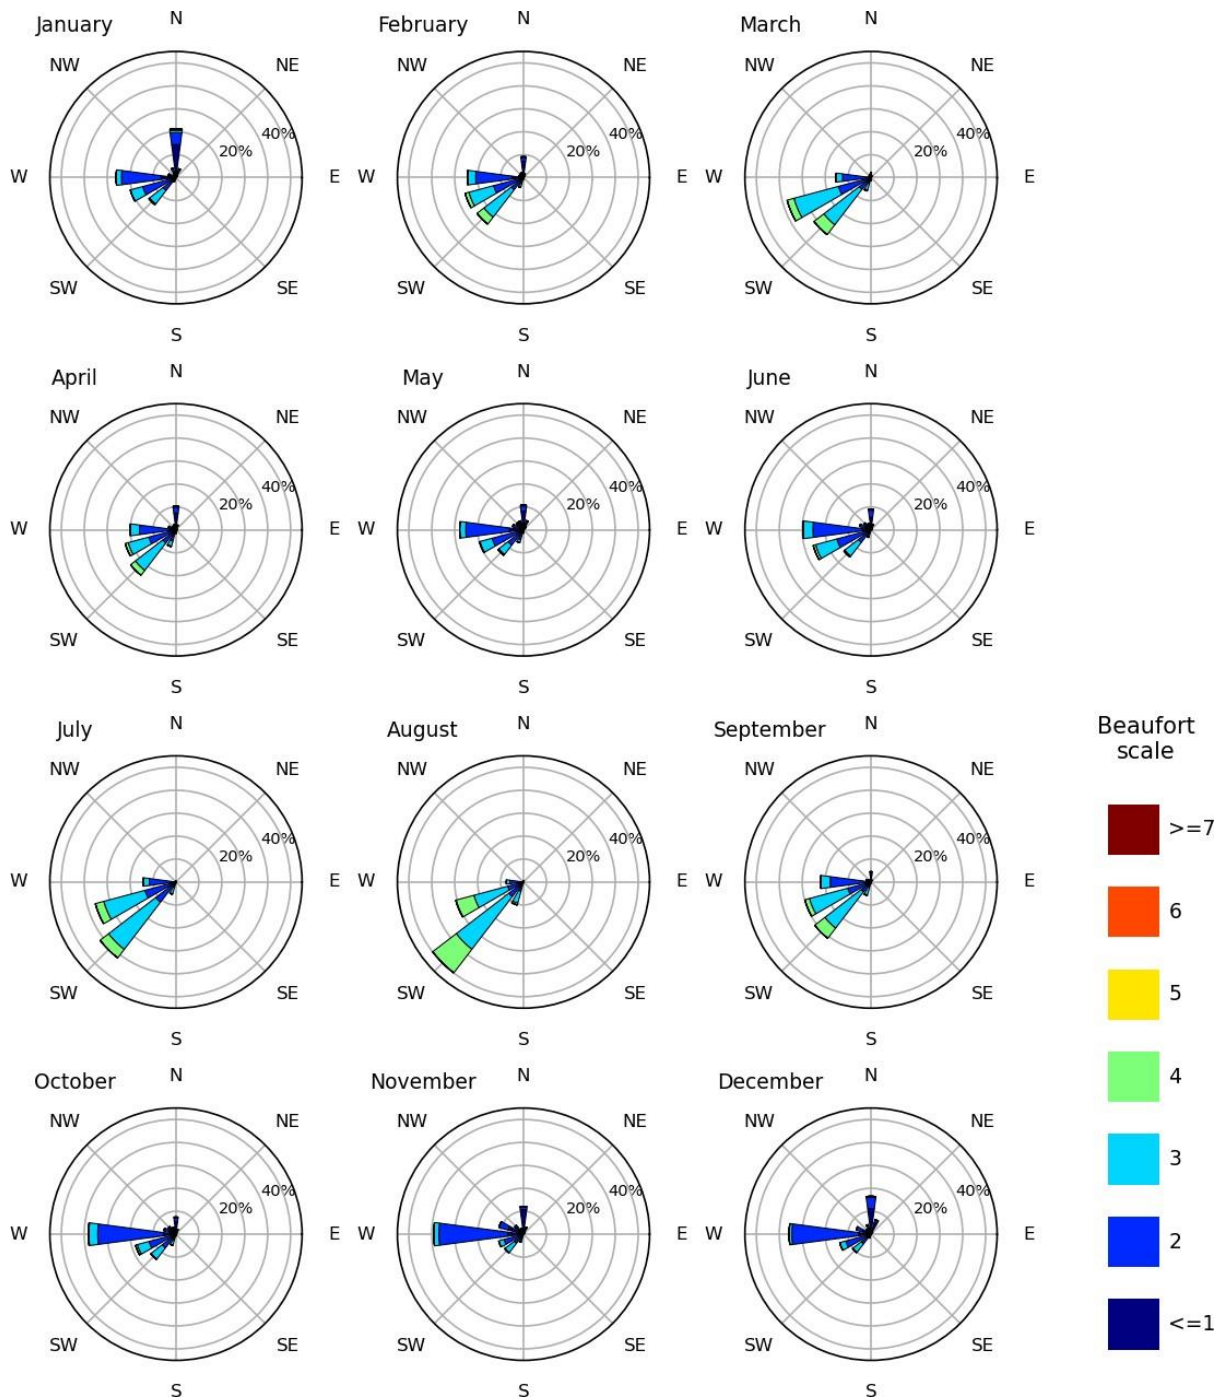 January
N
NW
NE
40%
20%
W
E
SW
SE
S
February
N
NW
NE
40%
20%
W
E
SW
SE
S
March
N
NW
NE
40%
20%
W
E
SW
SE
S
April
N
NW
NE
40%
20%
W
E
SW
SE
S
May
N
NW
NE
40%
20%
W
E
SW
SE
S
June
N
NW
NE
40%
20%
W
E
SW
SE
S
July
N
NW
NE
40%
20%
W
E
SW
SE
S
August
N
NW
NE
40%
20%
W
E
SW
SE
S
September
N
NW
NE
40%
20%
W
E
SW
SE
S
October
N
NW
NE
40%
20%
W
E
SW
SE
S
November
N
NW
NE
40%
20%
W
E
SW
SE
S
December
N
NW
NE
40%
20%
W
E
SW
SE
S
Beaufort
scale
>=7
6
5
4
3
2
<=1